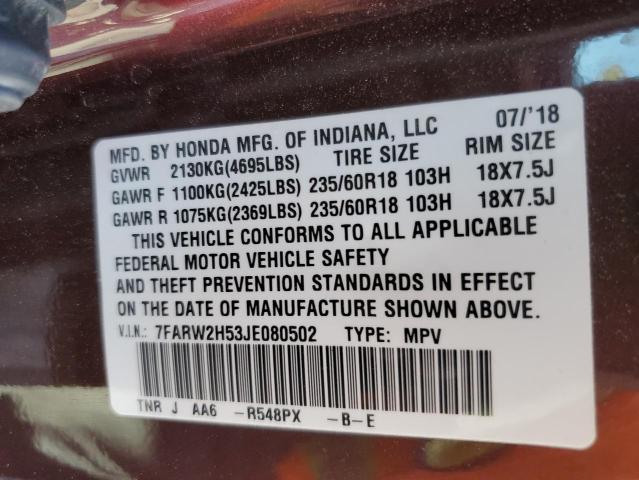 MFD. BY HONDA MFG. OF INDIANA, LLC 07/'18
GVWR 2130KG(4695LBS) TIRE SIZE RIM SIZE
GAWR F 1100KG(2425LBS) 235/60R18 103H 18X7.5J
GAWR R 1075KG(2369LBS) 235/60R18 103H 18X7.5J
THIS VEHICLE CONFORMS TO ALL APPLICABLE
FEDERAL MOTOR VEHICLE SAFETY
AND THEFT PREVENTION STANDARDS IN EFFECT
ON THE DATE OF MANUFACTURE SHOWN ABOVE.
V.I.N.: 7FARW2H53JE080502 TYPE: MPV
TNR J AA6 -R548PX -B-E